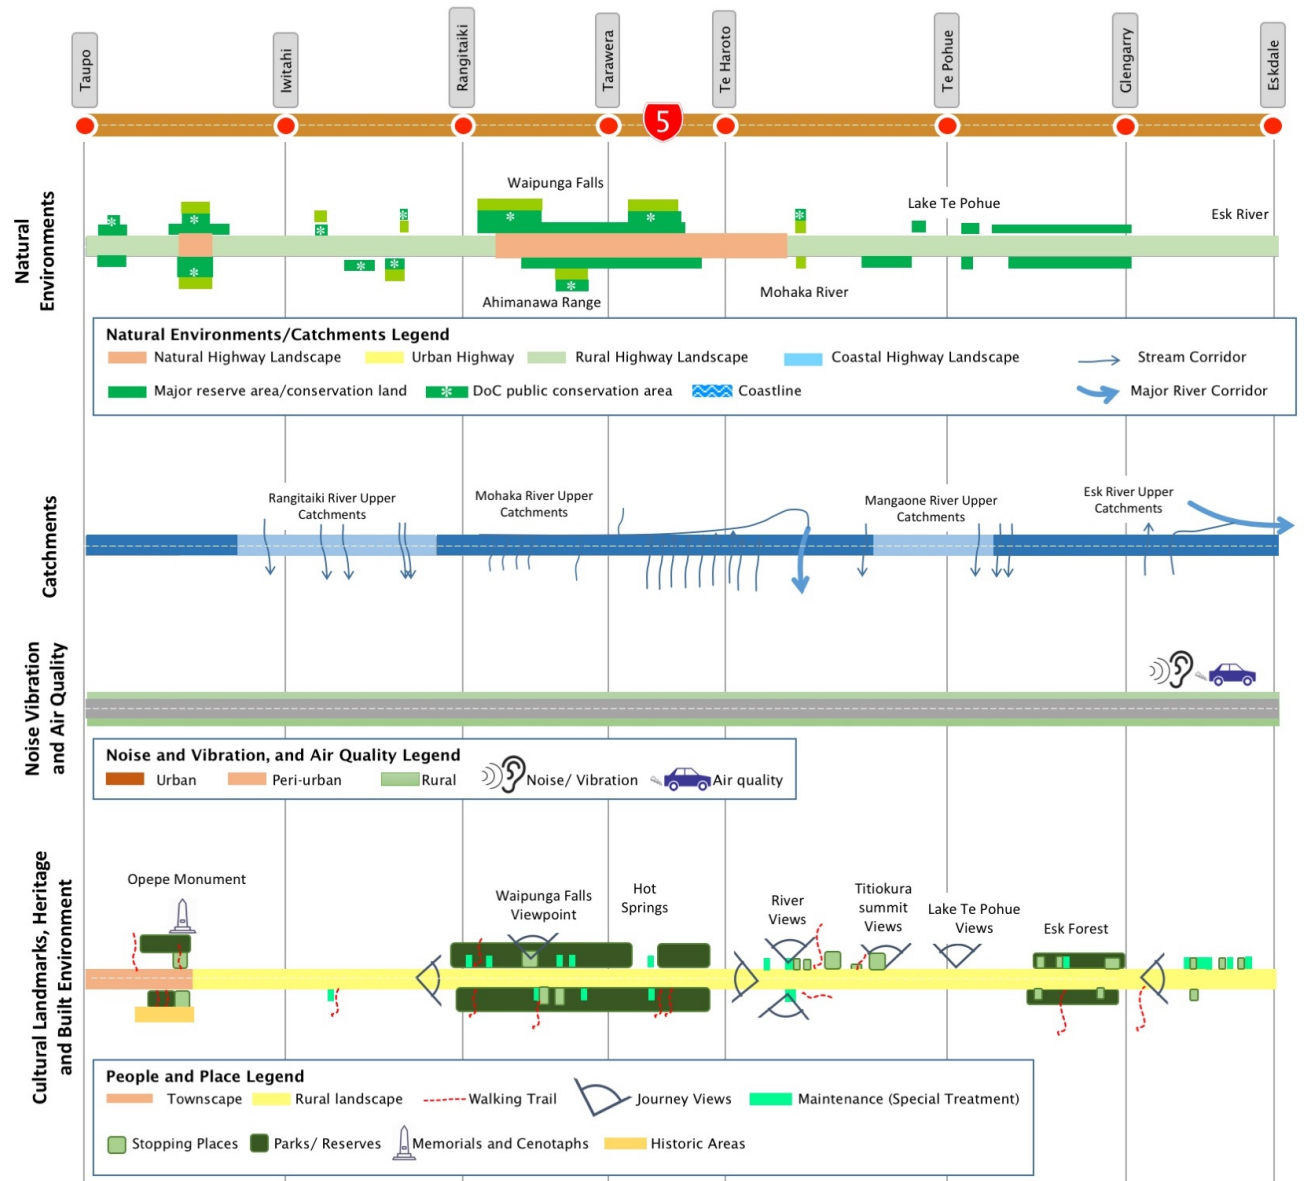 Taupo
Iwitahi
Rangitaiki
Tarawera
Te Haroto
Te Pohue
Glengarry
Eskdale
5
Natural
Environments
Waipunga Falls
Lake Te Pohue
Esk River
Ahimanawa Range
Mohaka River
Natural Environments/Catchments Legend
Natural Highway Landscape
Urban Highway
Rural Highway Landscape
Coastal Highway Landscape
Stream Corridor
Major reserve area/conservation land
DoC public conservation area
Coastline
Major River Corridor
Catchments
Rangitaiki River Upper
Catchments
Mohaka River Upper
Catchments
Mangaone River Upper
Catchments
Esk River Upper
Catchments
Noise Vibration
and Air Quality
Noise and Vibration, and Air Quality Legend
Urban
Peri-urban
Rural
Noise/ Vibration
Air quality
Cultural Landmarks, Heritage
and Built Environment
Opepe Monument
Waipunga Falls
Viewpoint
Hot
Springs
River
Views
Titiokura
summit
Views
Lake Te Pohue
Views
Esk Forest
People and Place Legend
Townscape
Rural landscape
Walking Trail
Journey Views
Maintenance (Special Treatment)
Stopping Places
Parks/ Reserves
Memorials and Cenotaphs
Historic Areas